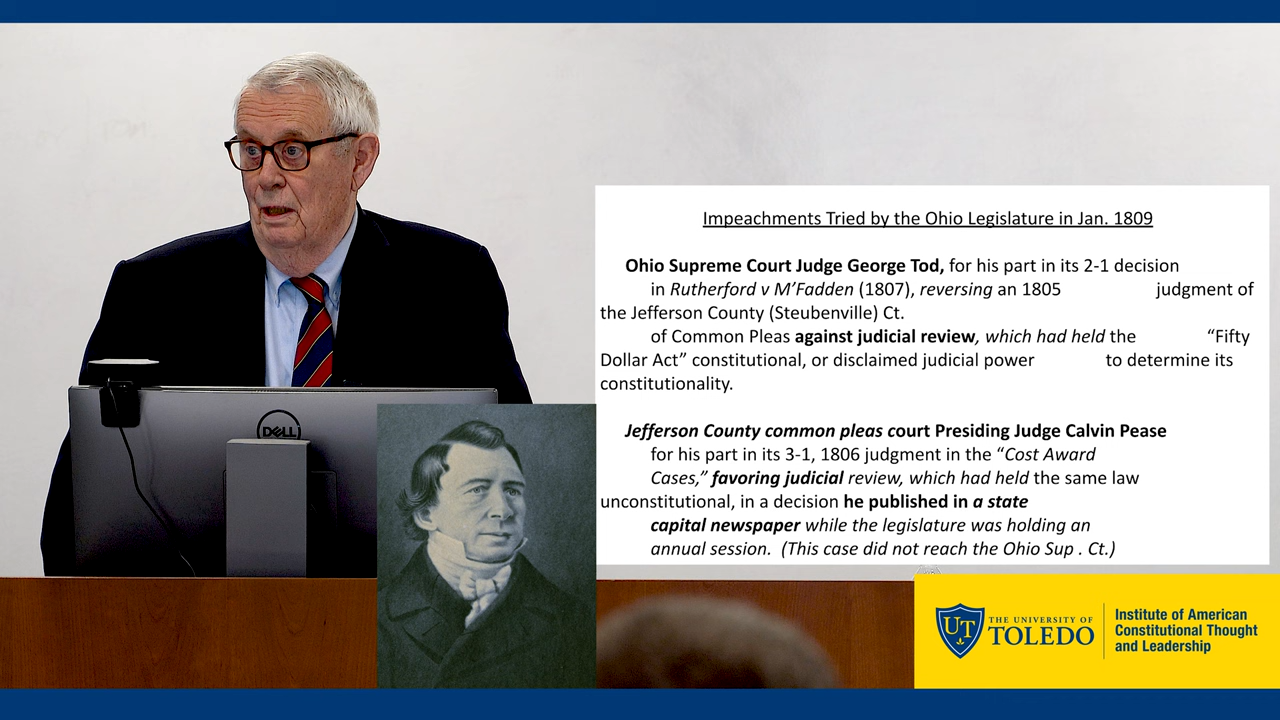 Impeachments Tried by the Ohio Legislature in Jan. 1809
Ohio Supreme Court Judge George Tod, for his part in its 2-1 decision
in Rutherford v M’Fadden (1807), reversing an 1805 judgment of
the Jefferson County (Steubenville) Ct.
of Common Pleas against judicial review, which had held the “Fifty
Dollar Act” constitutional, or disclaimed judicial power to determine its
constitutionality.
Jefferson County common pleas court Presiding Judge Calvin Pease
for his part in its 3-1, 1806 judgment in the “Cost Award
Cases,” favoring judicial review, which had held the same law
unconstitutional, in a decision he published in a state
capital newspaper while the legislature was holding an
annual session. (This case did not reach the Ohio Sup . Ct.)
DELL
UT
THE UNIVERSITY OF
TOLEDO
Institute of American
Constitutional Thought
and Leadership